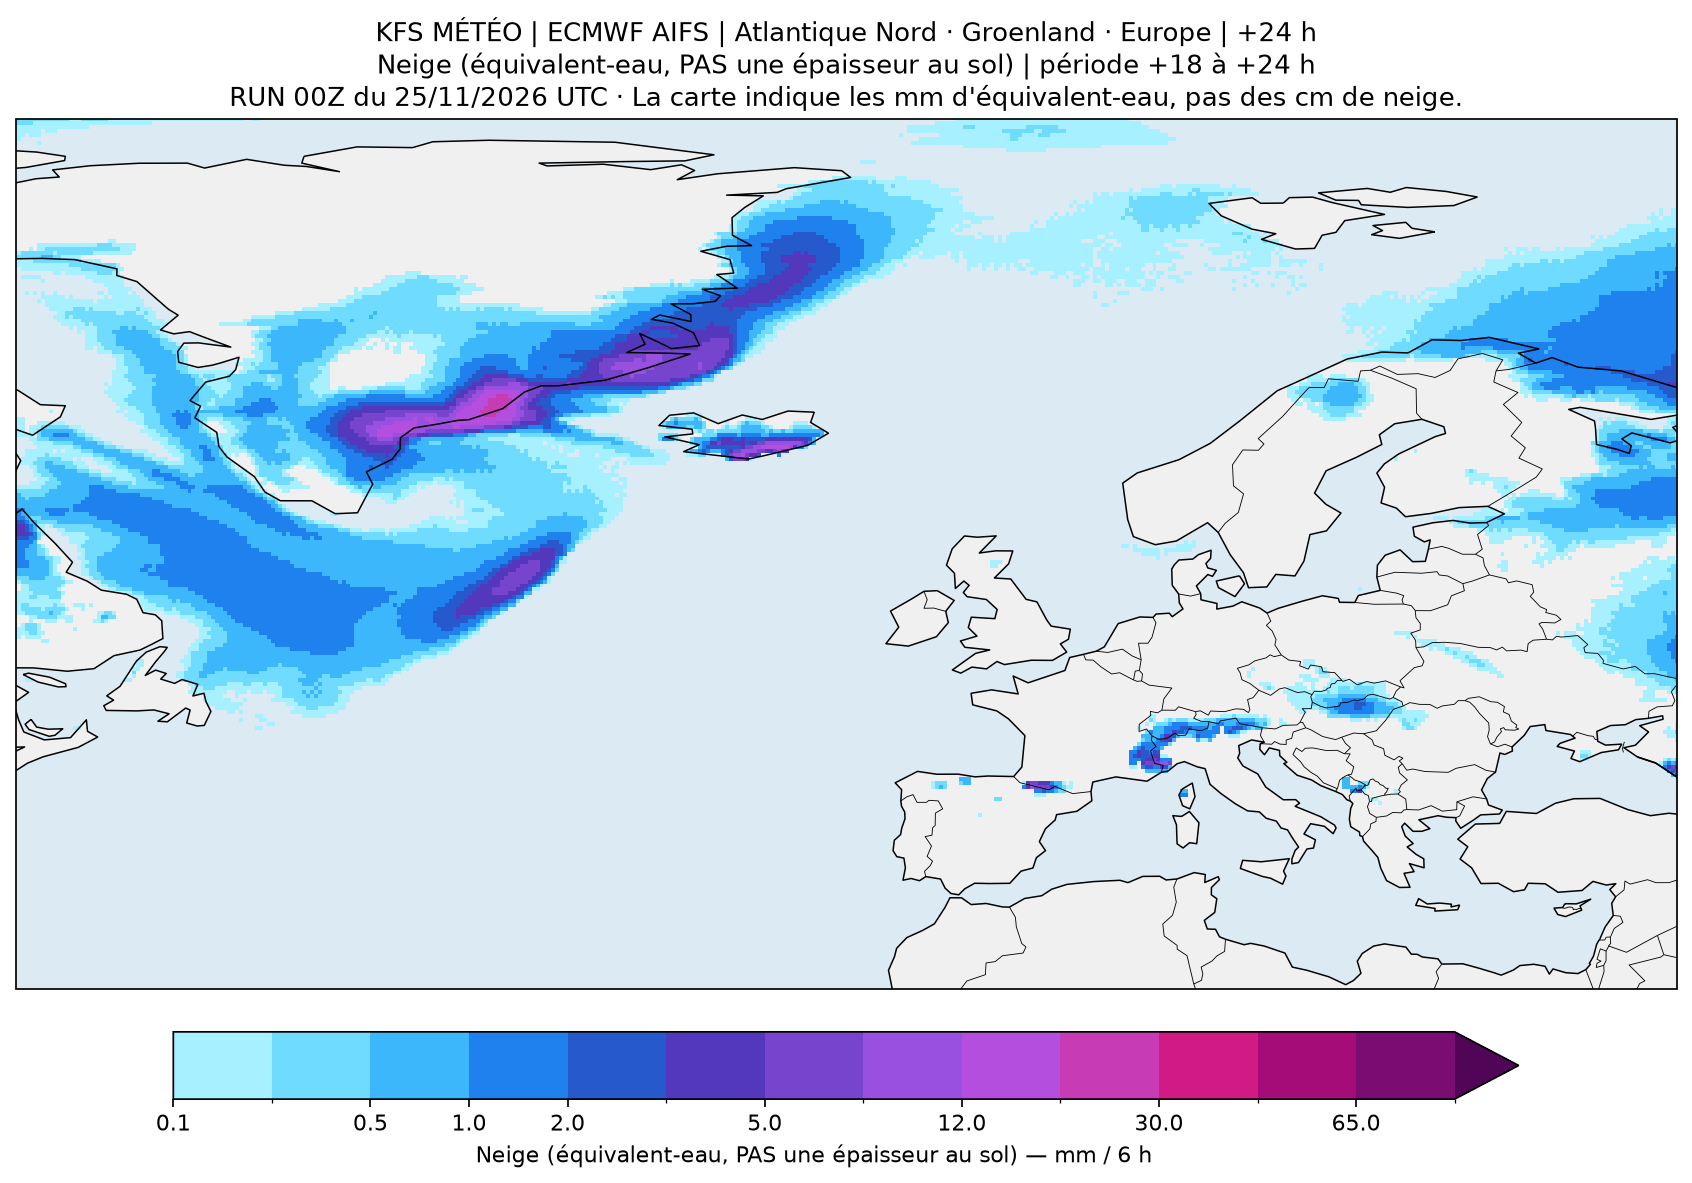 KFS MÉTÉO | ECMWF AIFS | Atlantique Nord · Groenland · Europe | +24 h
Neige (équivalent-eau, PAS une épaisseur au sol) | période +18 à +24 h
RUN 00Z du 25/11/2026 UTC · La carte indique les mm d'équivalent-eau, pas des cm de neige.
0.1 0.5 1.0 2.0 5.0 12.0 30.0 65.0
Neige (équivalent-eau, PAS une épaisseur au sol) — mm / 6 h